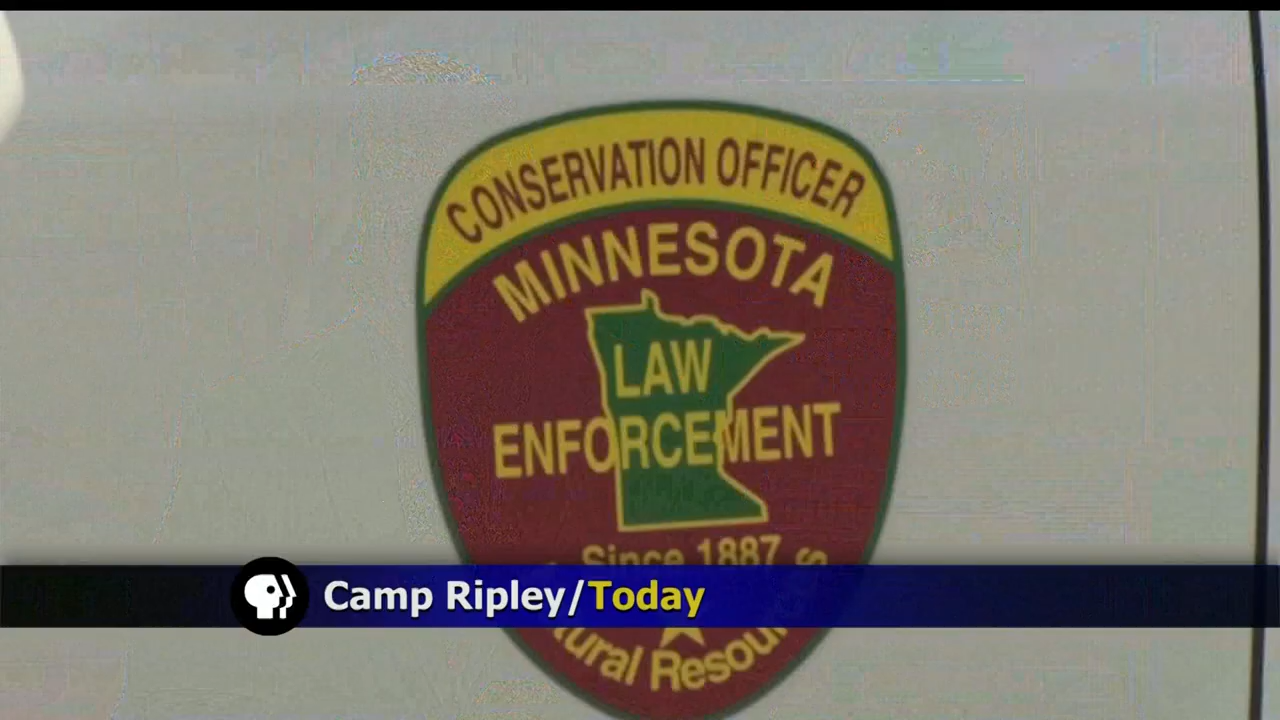 CONSERVATION OFFICER
MINNESOTA
LAW
ENFORCEMENT
Since 1887
Camp Ripley/Today